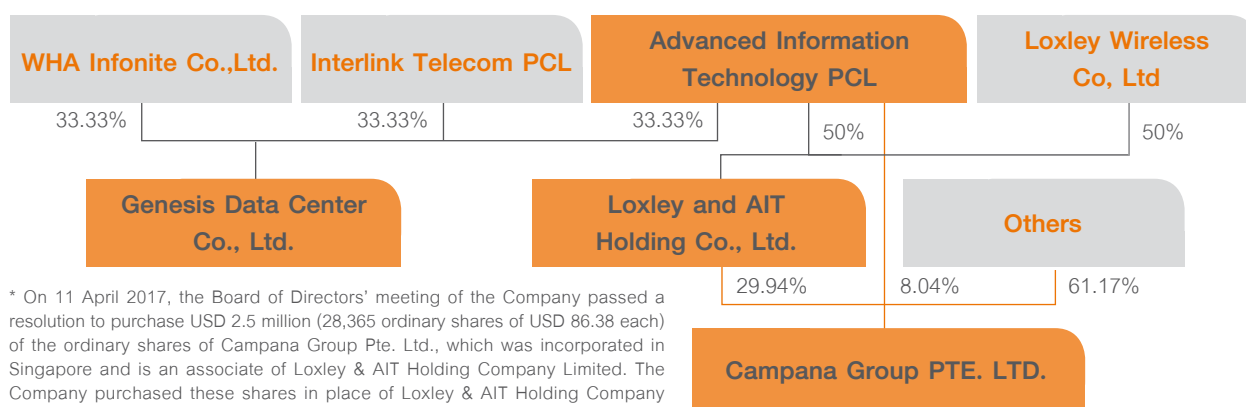 WHA Infonite Co.,Ltd.
Interlink Telecom PCL
Advanced Information
Technology PCL
Loxley Wireless
Co, Ltd
33.33%
33.33%
33.33%
50%
50%
Genesis Data Center
Co., Ltd.
Loxley and AIT
Holding Co., Ltd.
Others
29.94%
8.04%
61.17%
Campana Group PTE. LTD.
* On 11 April 2017, the Board of Directors’ meeting of the Company passed a
resolution to purchase USD 2.5 million (28,365 ordinary shares of USD 86.38 each)
of the ordinary shares of Campana Group Pte. Ltd., which was incorporated in
Singapore and is an associate of Loxley & AIT Holding Company Limited. The
Company purchased these shares in place of Loxley & AIT Holding Company